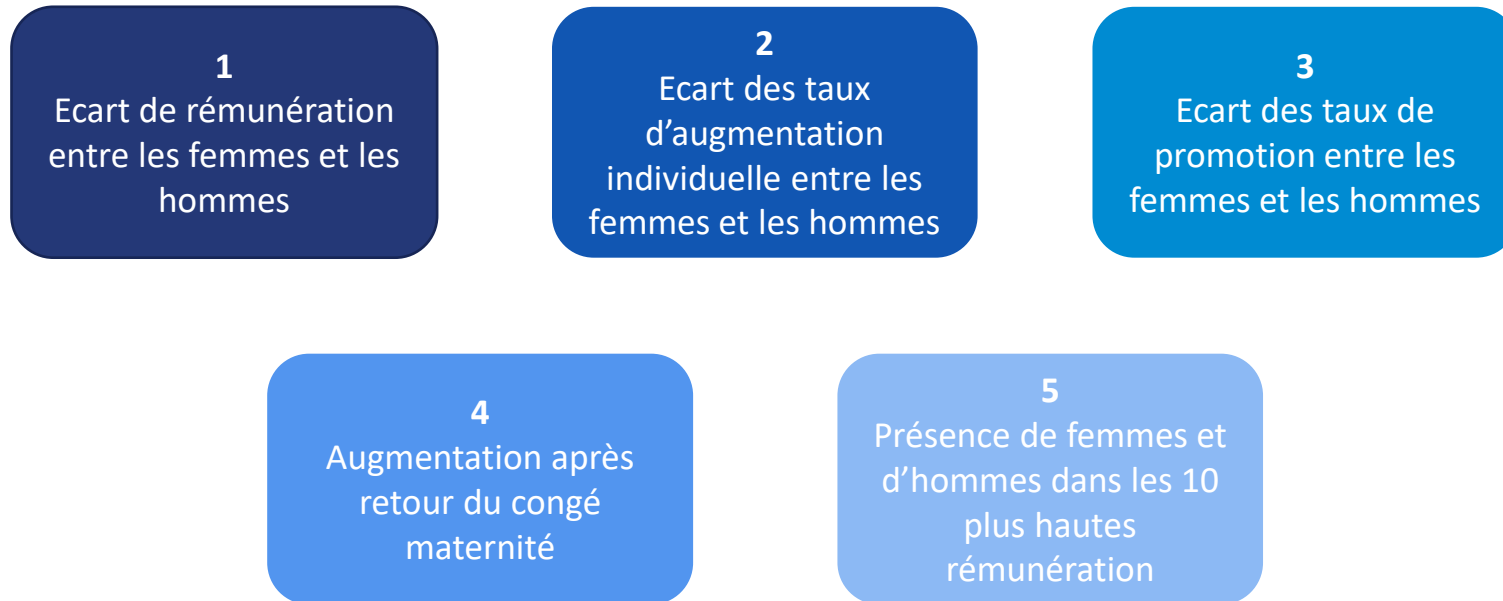 1
Ecart de rémunération
entre les femmes et les
hommes
2
Ecart des taux
d’augmentation
individuelle entre les
femmes et les hommes
3
Ecart des taux de
promotion entre les
femmes et les hommes
4
Augmentation après
retour du congé
maternité
5
Présence de femmes et
d’hommes dans les 10
plus hautes
rémunération